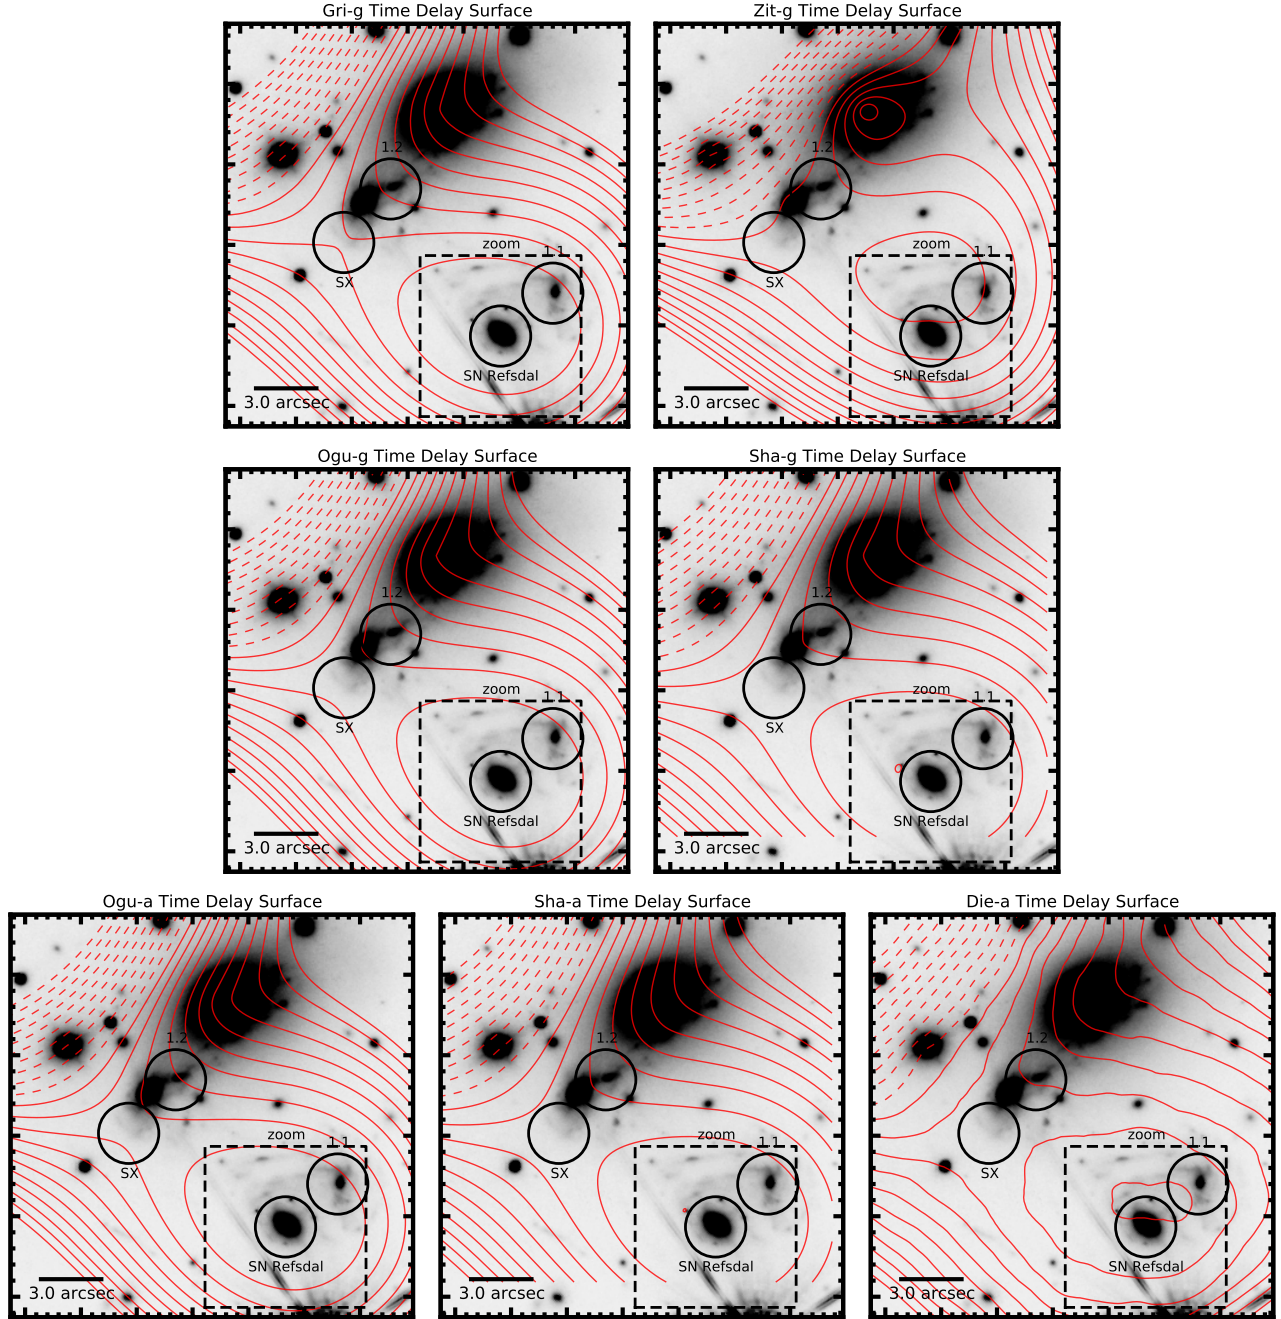 Gri-g Time Delay Surface
1.2
SX
zoom
1.1
SN Refsdal
3.0 arcsec
Zit-g Time Delay Surface
1.2
SX
zoom
1.1
SN Refsdal
3.0 arcsec
Ogu-g Time Delay Surface
1.2
SX
zoom
1.1
SN Refsdal
3.0 arcsec
Sha-g Time Delay Surface
1.2
SX
zoom
1.1
SN Refsdal
3.0 arcsec
Ogu-a Time Delay Surface
1.2
SX
zoom
1.1
SN Refsdal
3.0 arcsec
Sha-a Time Delay Surface
1.2
SX
zoom
1.1
SN Refsdal
3.0 arcsec
Die-a Time Delay Surface
1.2
SX
zoom
1.1
SN Refsdal
3.0 arcsec